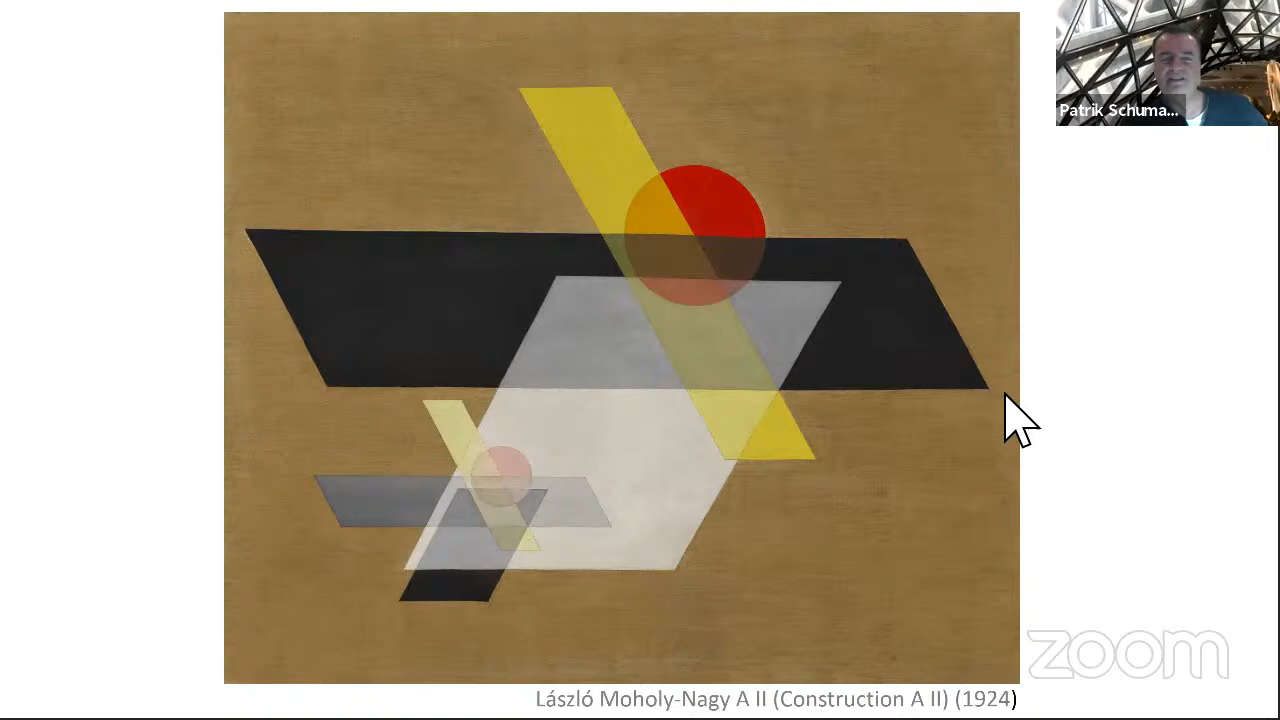 Patrik Schuma...
zoom
László Moholy-Nagy A II (Construction A II) (1924)